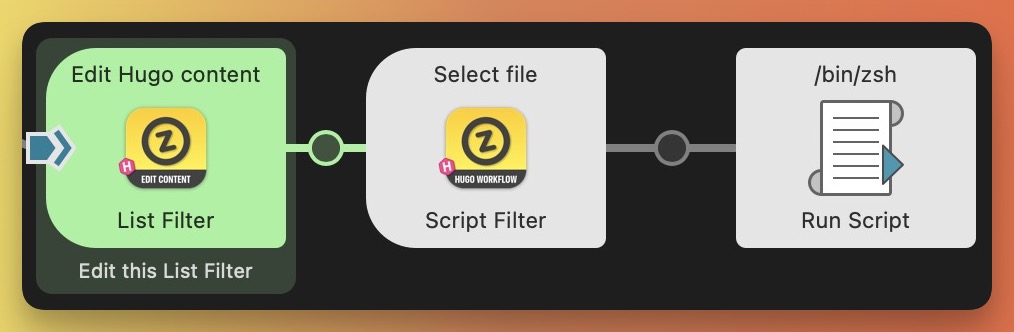 Edit Hugo content
Z
H
EDIT CONTENT
List Filter
Edit this List Filter
Select file
Z
H
HUGO WORKFLOW
Script Filter
/bin/zsh
Run Script